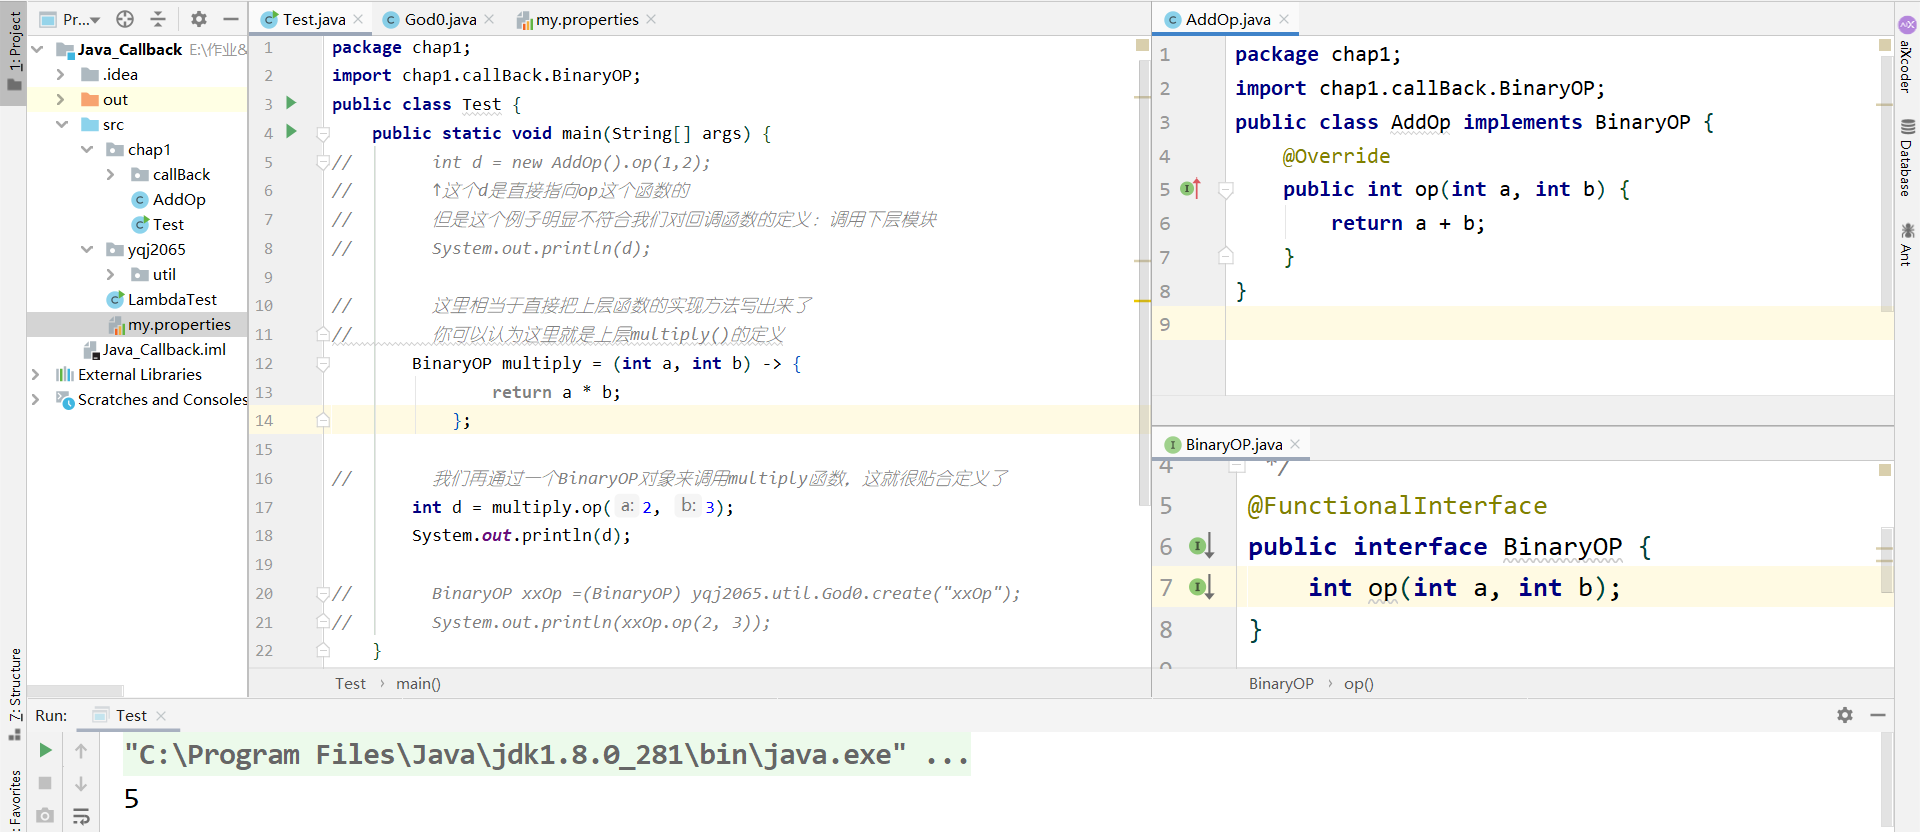 1: Project
Pr...
Java_Callback E:\作业&
.idea
out
src
chap1
callBack
AddOp
Test
yqj2065
util
LambdaTest
my.properties
Java_Callback.iml
External Libraries
Scratches and Consoles
Z: Structure
: Favorites
Test.java
God0.java
my.properties
1 package chap1;
2 import chap1.callBack.BinaryOP;
3 public class Test {
4 public static void main(String[] args) {
5 // int d = new AddOp().op(1,2);
6 // ↑这个d是直接指向op这个函数的
7 // 但是这个例子明显不符合我们对回调函数的定义：调用下层模块
8 // System.out.println(d);
9
10 // 这里相当于直接把上层函数的实现方法写出来了
11 // 你可以认为这里就是上层multiply()的定义
12 BinaryOP multiply = (int a, int b) -> {
13 return a * b;
14 };
15
16 // 我们再通过一个BinaryOP对象来调用multiply函数，这就很贴合定义了
17 int d = multiply.op( a: 2, b: 3);
18 System.out.println(d);
19
20 // BinaryOP xxOp =(BinaryOP) yqj2065.util.God0.create("xxOp");
21 // System.out.println(xxOp.op(2, 3));
22 }
Test › main()
AddOp.java
1 package chap1;
2 import chap1.callBack.BinaryOP;
3 public class AddOp implements BinaryOP {
4 @Override
5 public int op(int a, int b) {
6 return a + b;
7 }
8 }
9
BinaryOP.java
4 */
5 @FunctionalInterface
6 public interface BinaryOP {
7 int op(int a, int b);
8 }
9
BinaryOP › op()
aiXcoder
Database
Ant
Run: Test
"C:\Program Files\Java\jdk1.8.0_281\bin\java.exe" ...
5